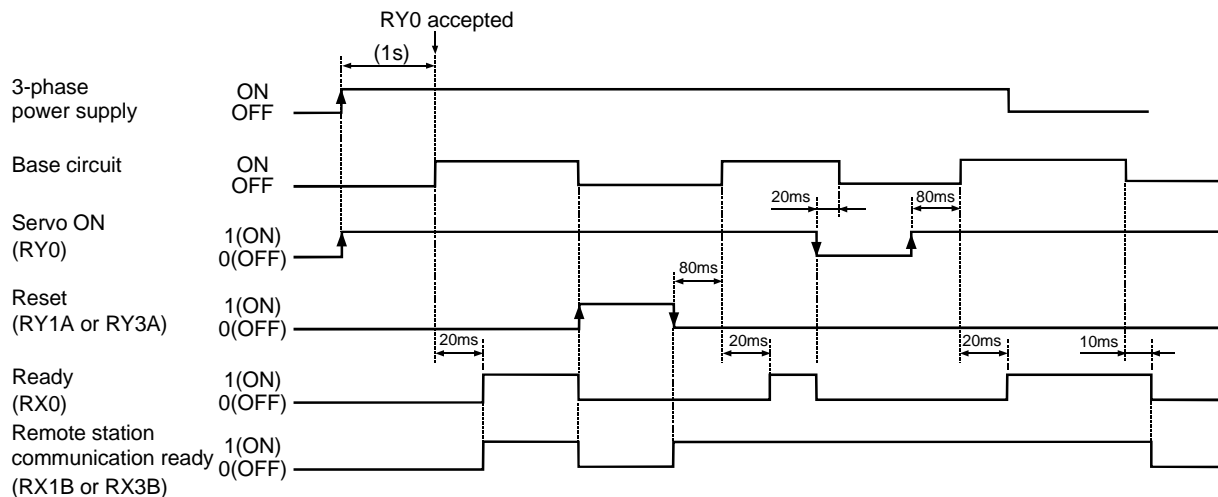 RY0 accepted
(1s)
3-phase
power supply
ON
OFF
Base circuit
ON
OFF
20ms
80ms
Servo ON
(RY0)
1(ON)
0(OFF)
80ms
Reset
(RY1A or RY3A)
1(ON)
0(OFF)
20ms
20ms
20ms
10ms
Ready
(RX0)
1(ON)
0(OFF)
Remote station
communication ready
(RX1B or RX3B)
1(ON)
0(OFF)